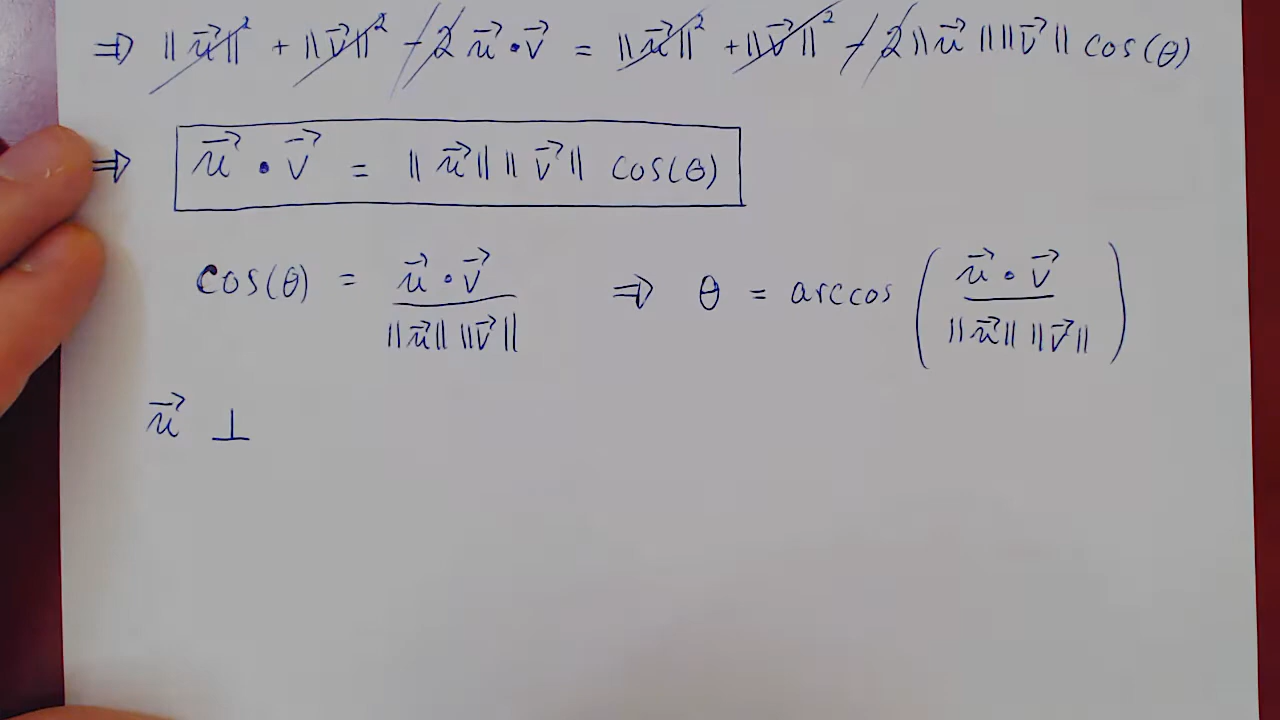 ⇒ ‖u⃗‖² + ‖v⃗‖² − 2 u⃗ · v⃗ = ‖u⃗‖² + ‖v⃗‖² − 2‖u⃗‖‖v⃗‖ cos(θ)
⇒ u⃗ · v⃗ = ‖u⃗‖‖v⃗‖ cos(θ)
cos(θ) = u⃗ · v⃗ / ‖u⃗‖‖v⃗‖ ⇒ θ = arccos( u⃗ · v⃗ / ‖u⃗‖‖v⃗‖ )
u⃗ ⊥